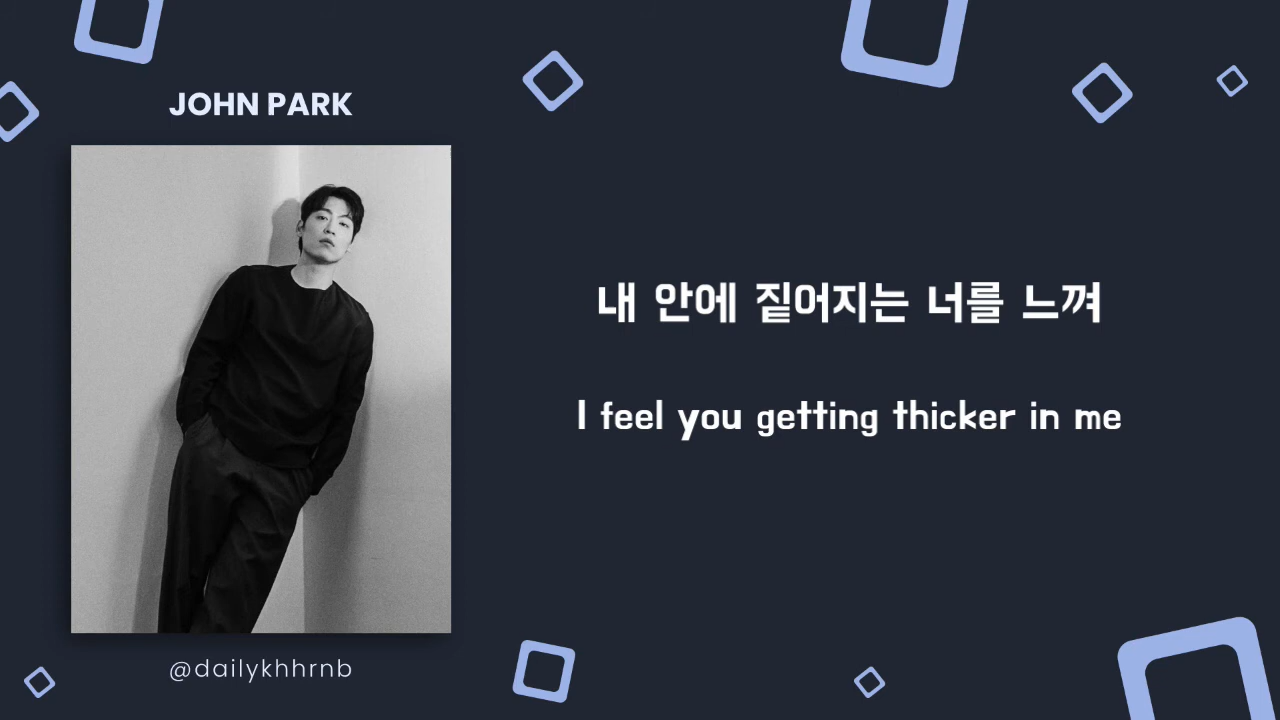 JOHN PARK
내 안에 짙어지는 너를 느껴
I feel you getting thicker in me
@dailykhhrnb